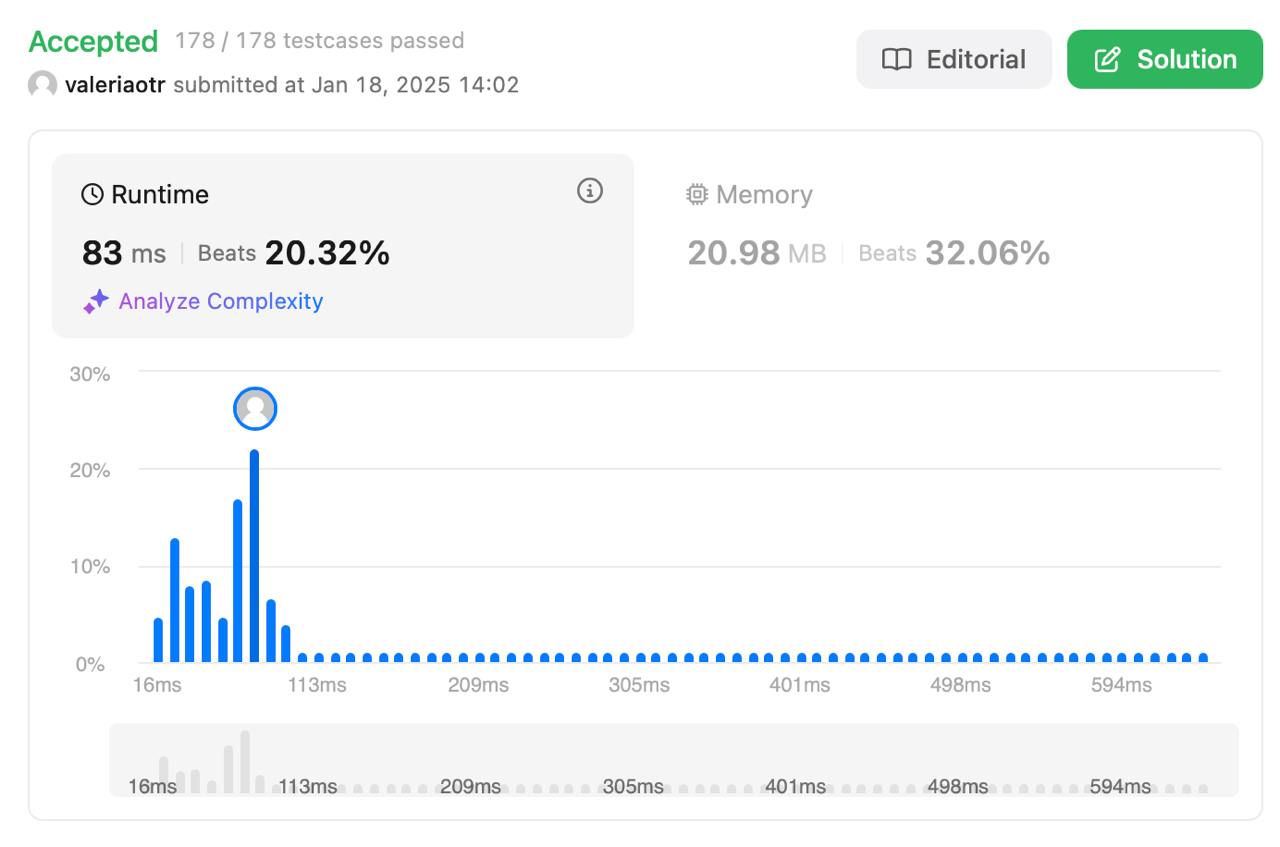 Accepted 178 / 178 testcases passed
valeriaotr submitted at Jan 18, 2025 14:02
Editorial
Solution
Runtime
83 ms Beats 20.32%
Analyze Complexity
Memory
20.98 MB Beats 32.06%
30%
20%
10%
0%
16ms 113ms 209ms 305ms 401ms 498ms 594ms
16ms 113ms 209ms 305ms 401ms 498ms 594ms